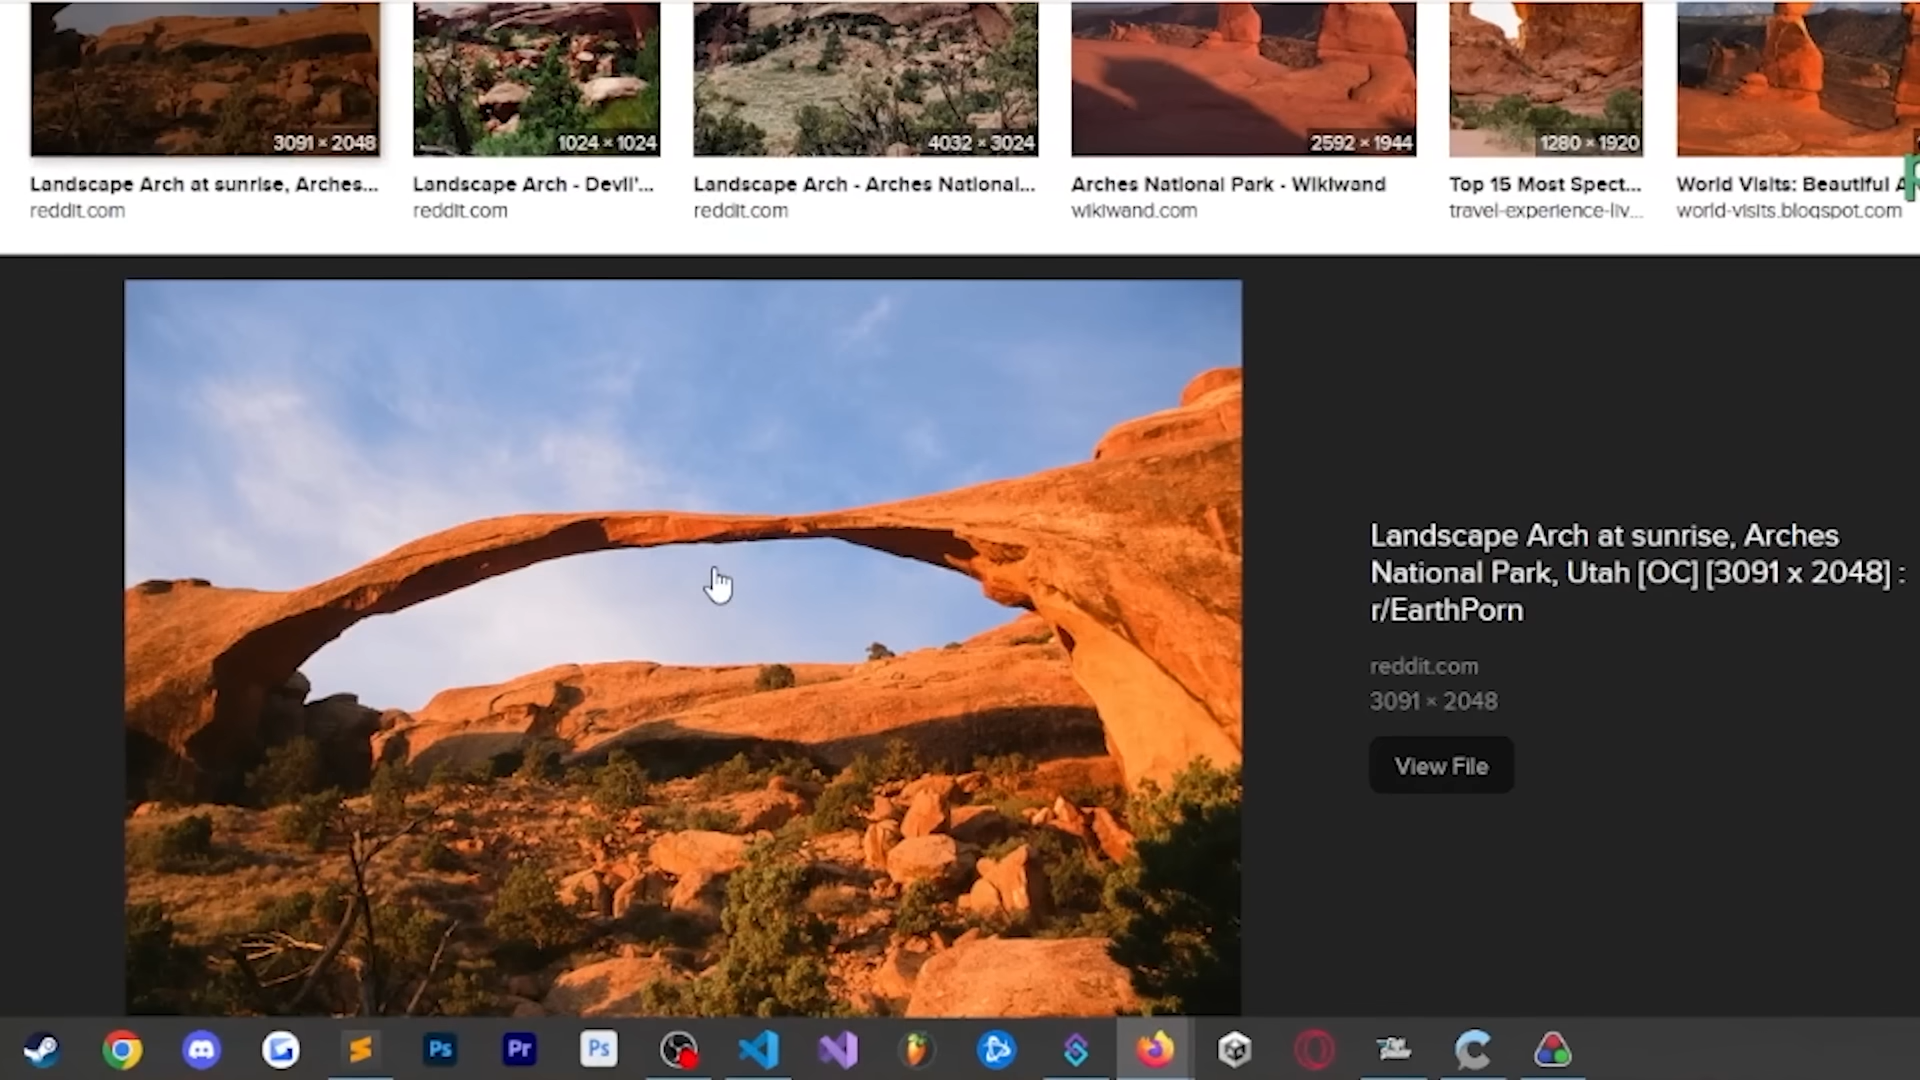 3091 × 2048
1024 × 1024
4032 × 3024
2592 × 1944
1280 × 1920
Landscape Arch at sunrise, Arches...
Landscape Arch - Devil'...
Landscape Arch - Arches National...
Arches National Park - Wikiwand
Top 15 Most Spect...
World Visits: Beautiful
reddit.com
reddit.com
reddit.com
wikiwand.com
travel-experience-liv...
world-visits.blogspot.com
Landscape Arch at sunrise, Arches
National Park, Utah [OC] [3091 x 2048] :
r/EarthPorn
reddit.com
3091 × 2048
View File
Ps
Pr
Ps